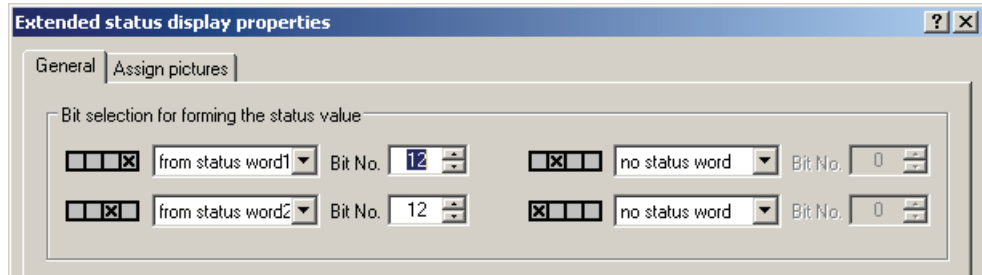 Extended status display properties
General Assign pictures
Bit selection for forming the status value
from status word1 Bit No. 12 no status word Bit No. 0
from status word2 Bit No. 12 no status word Bit No. 0